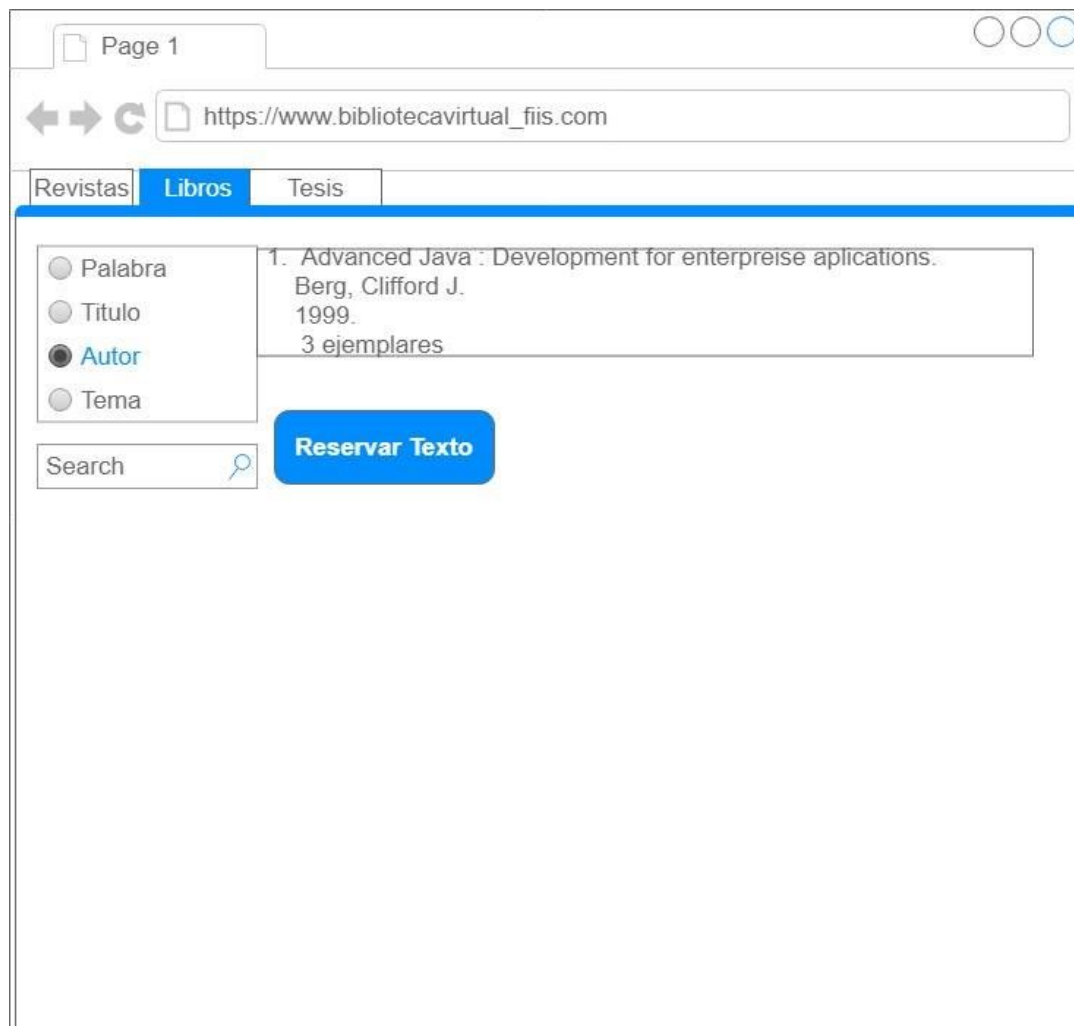 Page 1
https://www.bibliotecavirtual_fiis.com
Revistas Libros Tesis
Palabra
Titulo
Autor
Tema
Search
1. Advanced Java : Development for enterpreise aplications.
Berg, Clifford J.
1999.
3 ejemplares
Reservar Texto